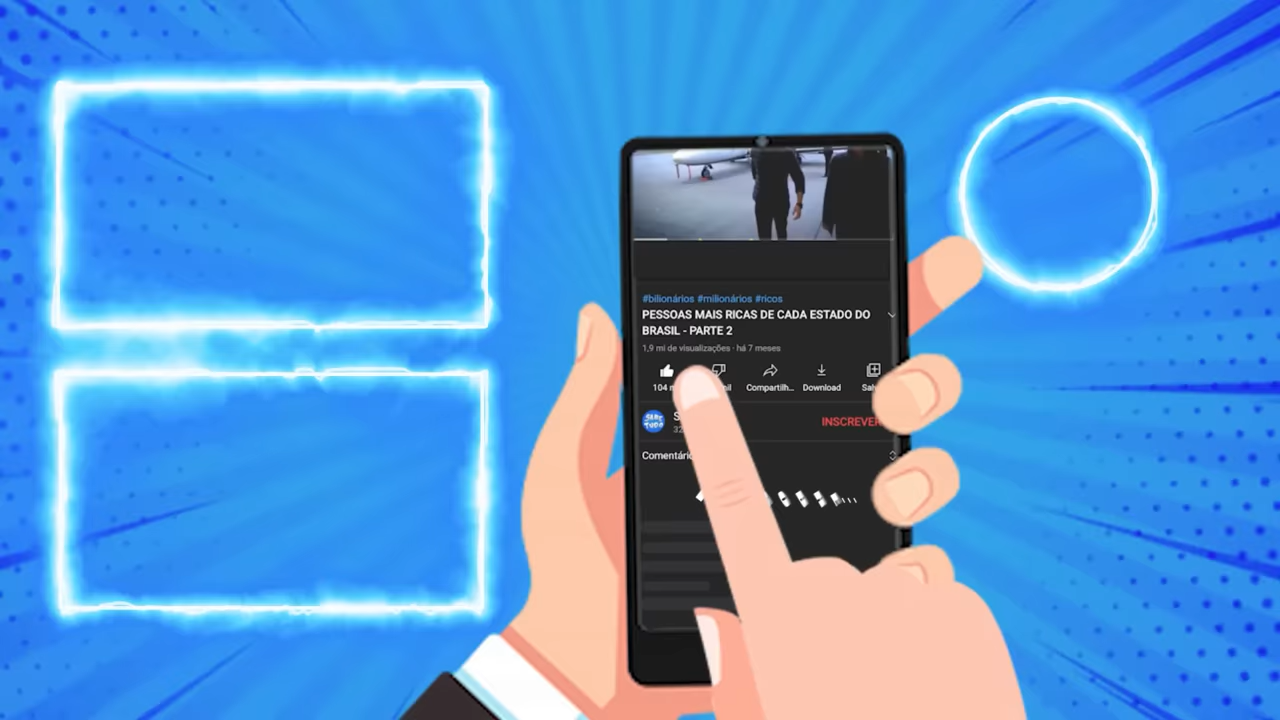 #bilionários #milionários #ricos
PESSOAS MAIS RICAS DE CADA ESTADO DO
BRASIL - PARTE 2
1,9 mi de visualizações · há 7 meses
104 Compartilh... Download
INSCREVER